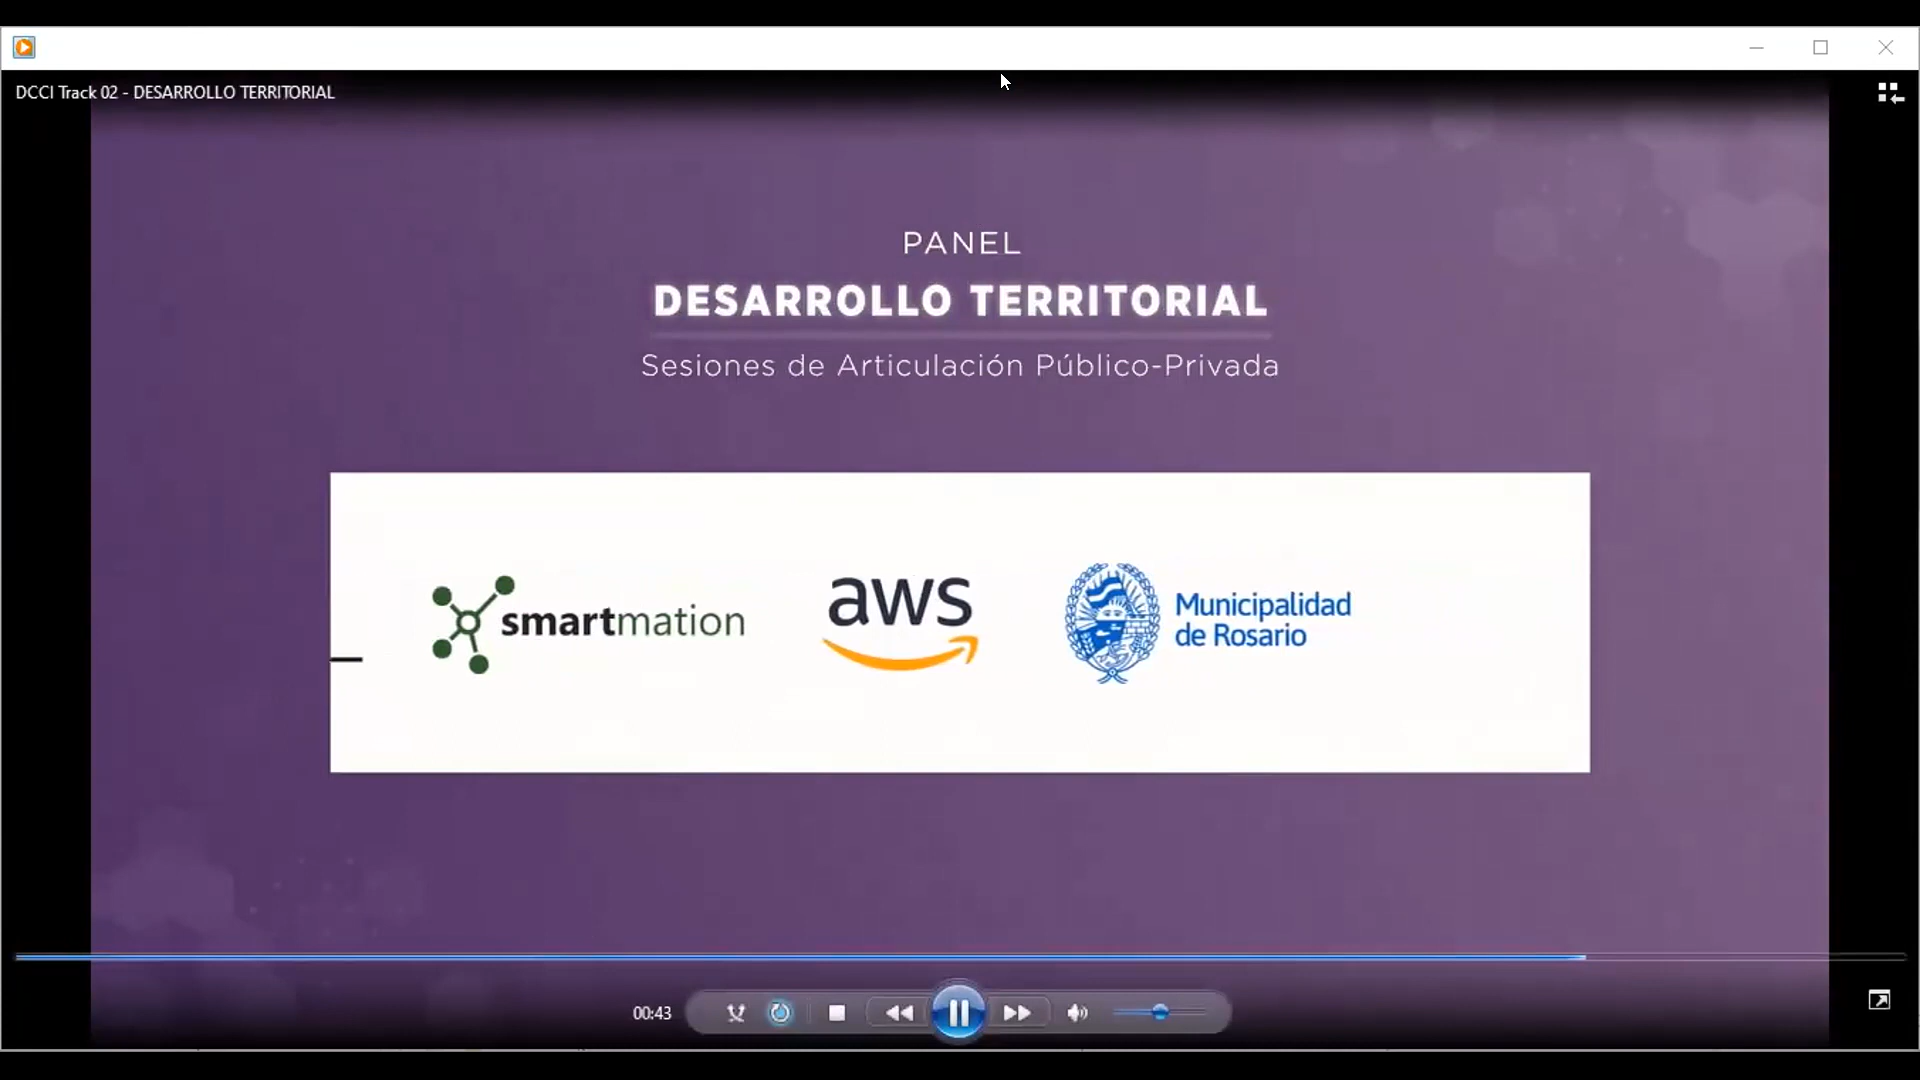 DCCI Track 02 - DESARROLLO TERRITORIAL
PANEL
DESARROLLO TERRITORIAL
Sesiones de Articulación Público-Privada
smartmation
aws
Municipalidad
de Rosario
00:43